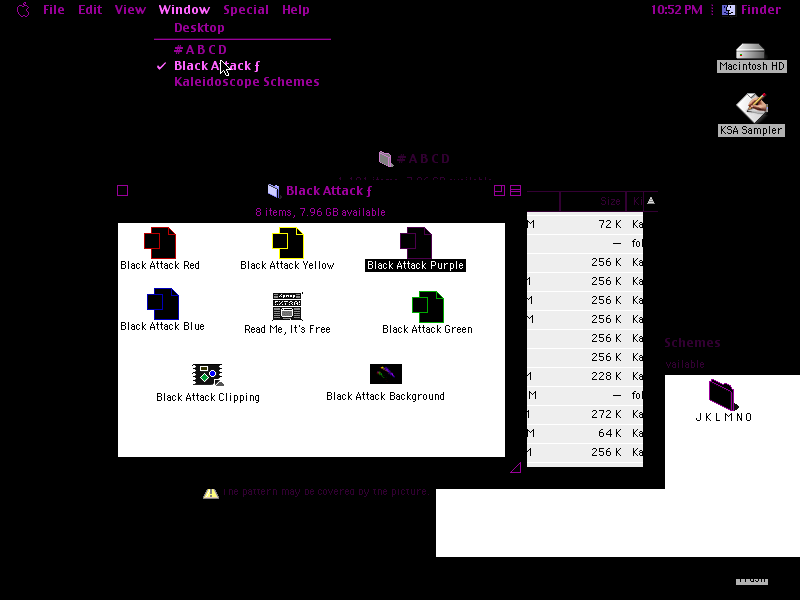 File Edit View Window Special Help 10:52 PM Finder
Desktop
# A B C D
✓ Black Attack ƒ
Kaleidoscope Schemes
Macintosh HD
KSA Sampler
# A B C D
Black Attack ƒ
8 items, 7.96 GB available
Size
Black Attack Red
Black Attack Yellow
Black Attack Purple
Black Attack Blue
Read Me, It's Free
Black Attack Green
Black Attack Clipping
Black Attack Background
M 72 K Ka
— fol
256 K Ka
256 K Ka
M 256 K Ka
M 256 K Ka
256 K Ka
256 K Ka
228 K Ka
M — fol
272 K Ka
M 64 K Ka
256 K Ka
Schemes
vailable
J K L M N O
The pattern may be covered by the picture.